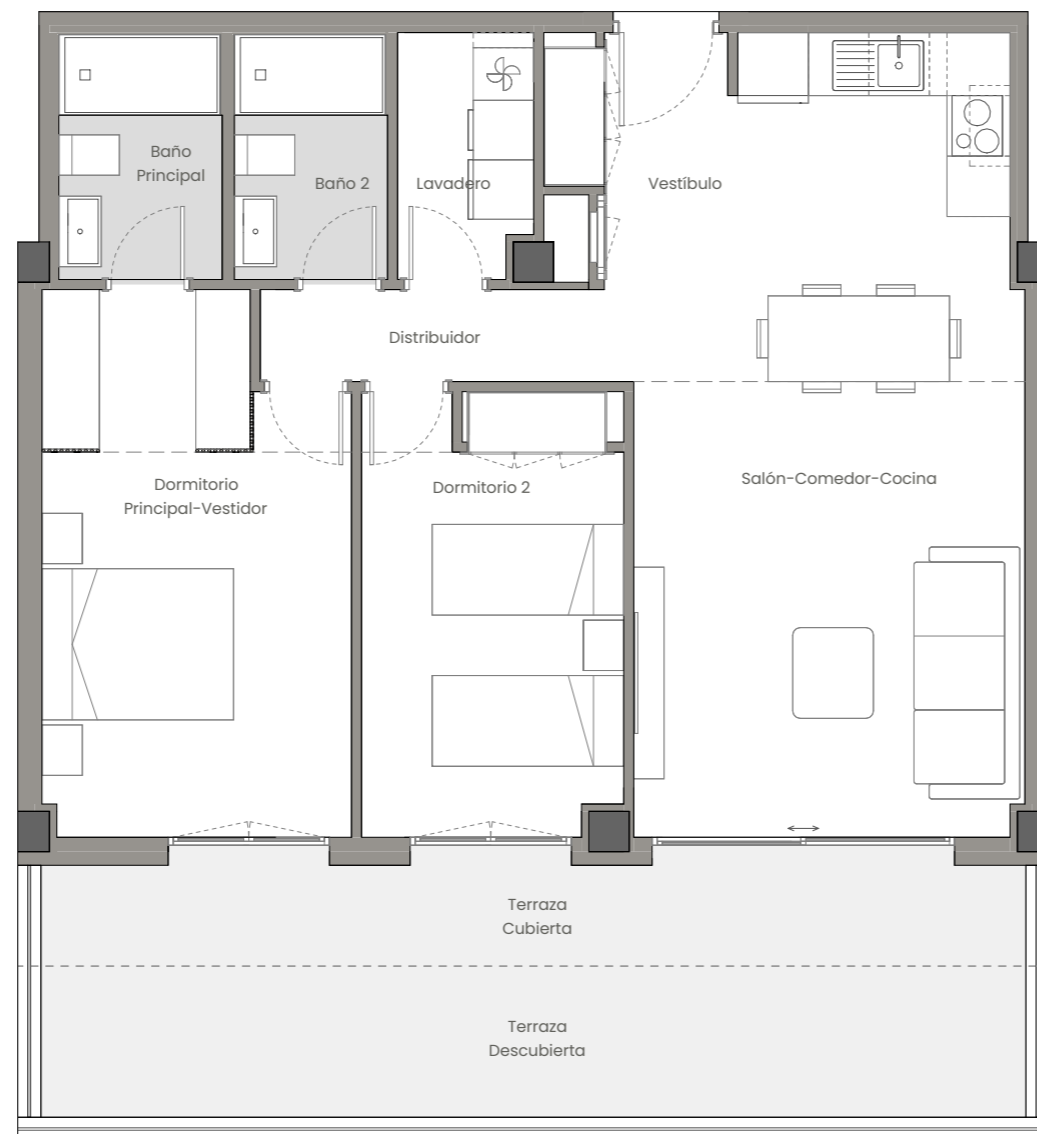 Baño
Principal
Baño 2
Lavadero
Vestíbulo
Distribuidor
Dormitorio
Principal-Vestidor
Dormitorio 2
Salón-Comedor-Cocina
Terraza
Cubierta
Terraza
Descubierta